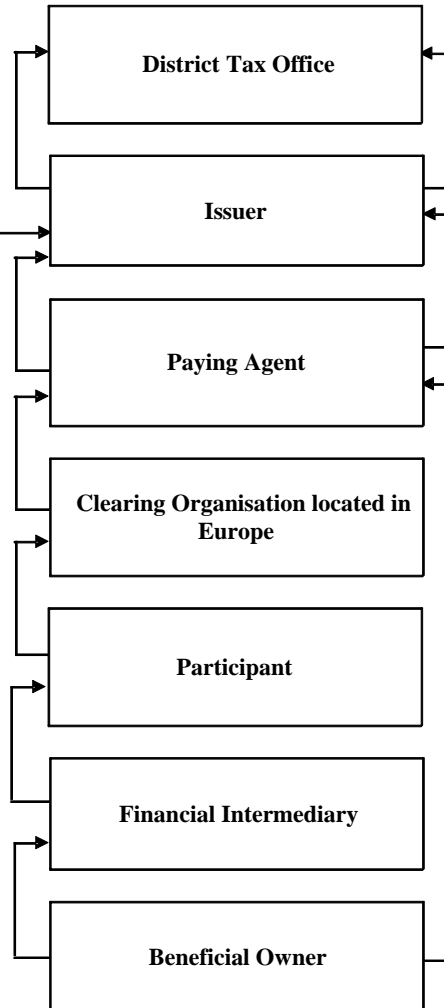 District Tax Office
Issuer
Paying Agent
Clearing Organisation located in
Europe
Participant
Financial Intermediary
Beneficial Owner